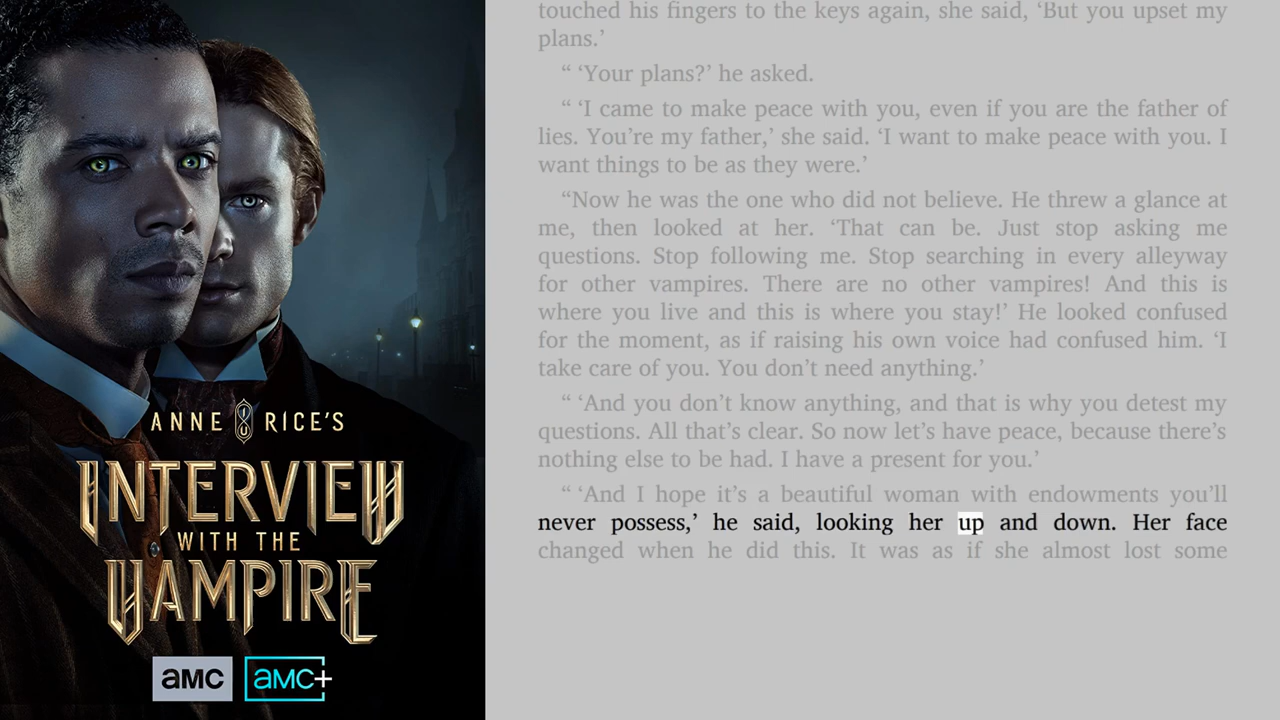 ANNE RICE'S
INTERVIEW
WITH THE
VAMPIRE
amc
amc+
touched his fingers to the keys again, she said, ‘But you upset my
plans.’
“ ‘Your plans?’ he asked.
“ ‘I came to make peace with you, even if you are the father of
lies. You’re my father,’ she said. ‘I want to make peace with you. I
want things to be as they were.’
“Now he was the one who did not believe. He threw a glance at
me, then looked at her. ‘That can be. Just stop asking me
questions. Stop following me. Stop searching in every alleyway
for other vampires. There are no other vampires! And this is
where you live and this is where you stay!’ He looked confused
for the moment, as if raising his own voice had confused him. ‘I
take care of you. You don’t need anything.’
“ ‘And you don’t know anything, and that is why you detest my
questions. All that’s clear. So now let’s have peace, because there’s
nothing else to be had. I have a present for you.’
“ ‘And I hope it’s a beautiful woman with endowments you’ll
never possess,’ he said, looking her up and down. Her face
changed when he did this. It was as if she almost lost some